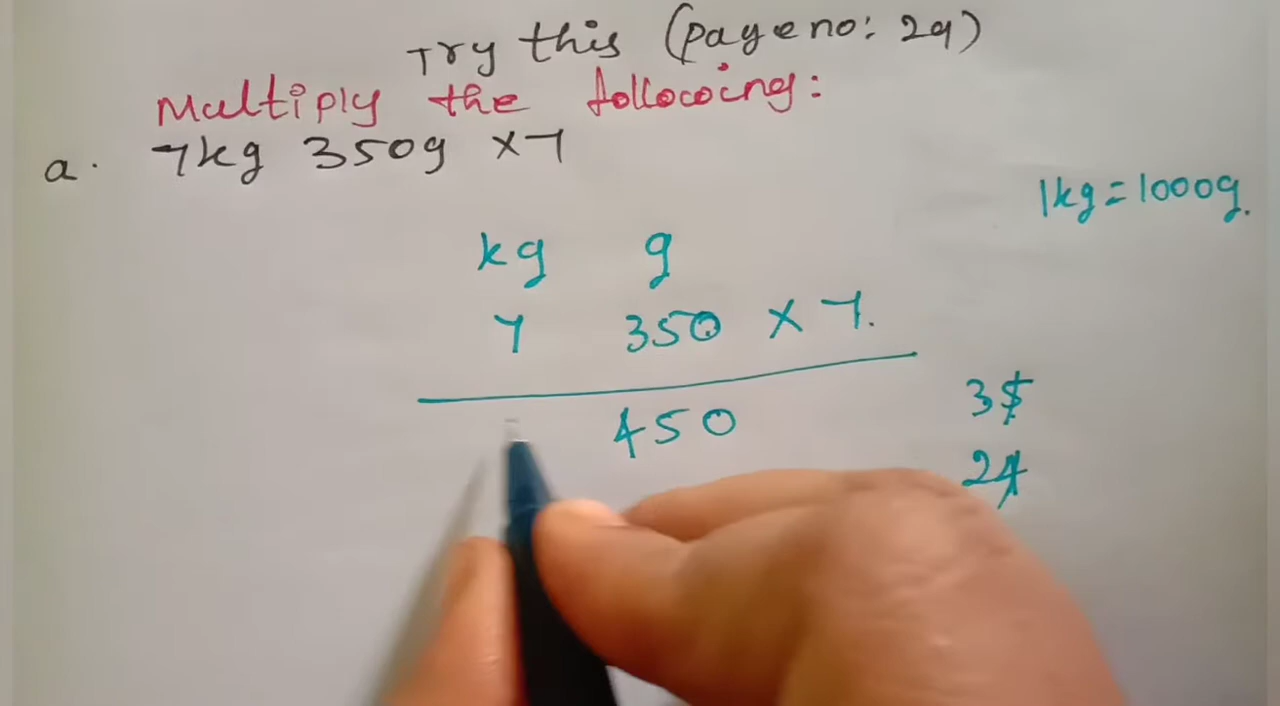 Try this (page no: 29)
Multiply the following:
a. 7kg 350g x 7
1kg = 1000g.
kg g
7 350 x 7.
450
35
24